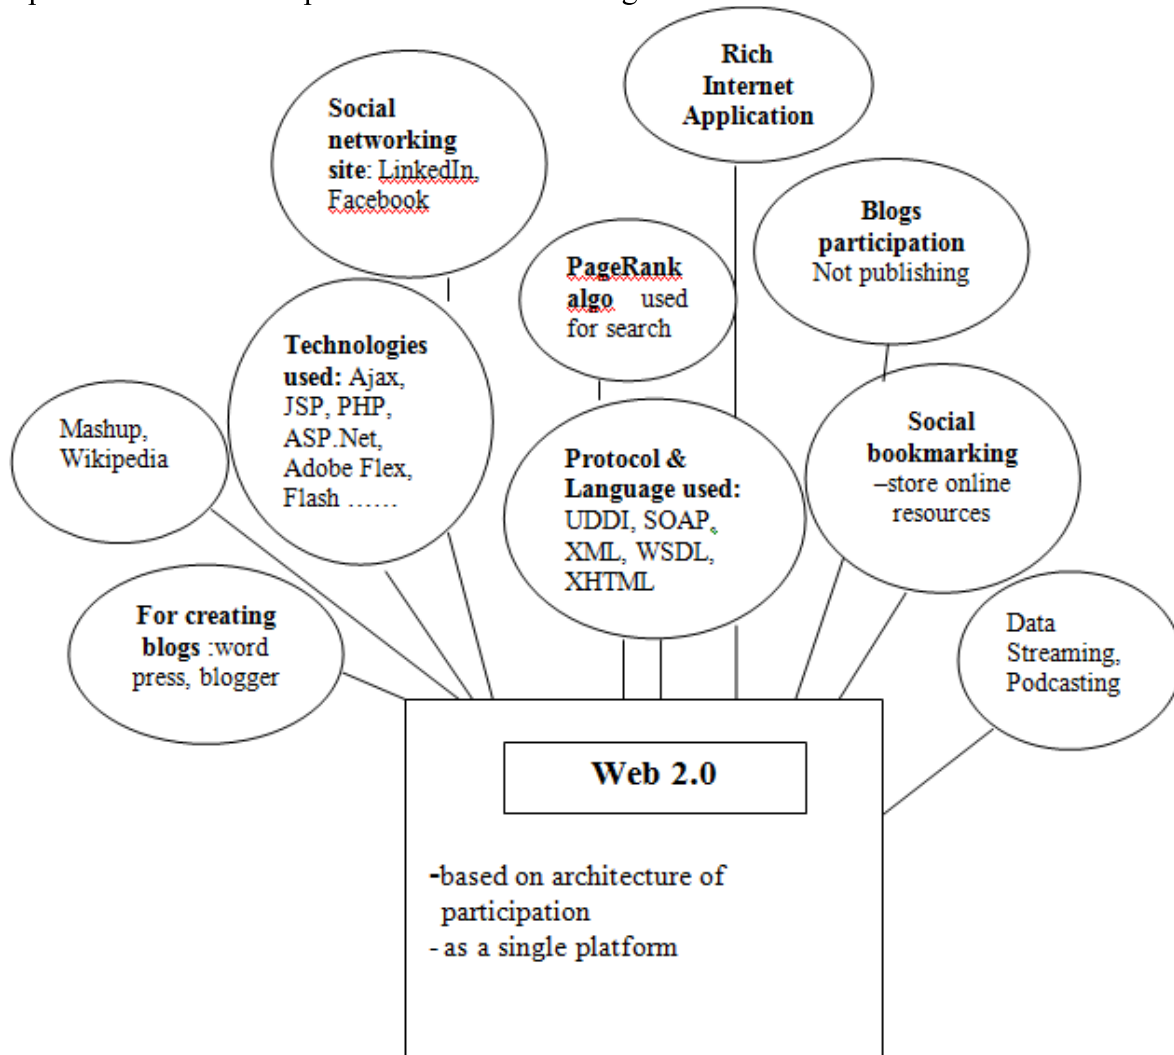 Rich
Internet
Application
Social
networking
site: LinkedIn,
Facebook
Blogs
participation
Not publishing
PageRank
algo used
for search
Technologies
used: Ajax,
JSP, PHP,
ASP.Net,
Adobe Flex,
Flash ……
Mashup,
Wikipedia
Protocol &
Language used:
UDDI, SOAP,
XML, WSDL,
XHTML
Social
bookmarking
–store online
resources
For creating
blogs :word
press, blogger
Data
Streaming,
Podcasting
Web 2.0
-based on architecture of
participation
- as a single platform